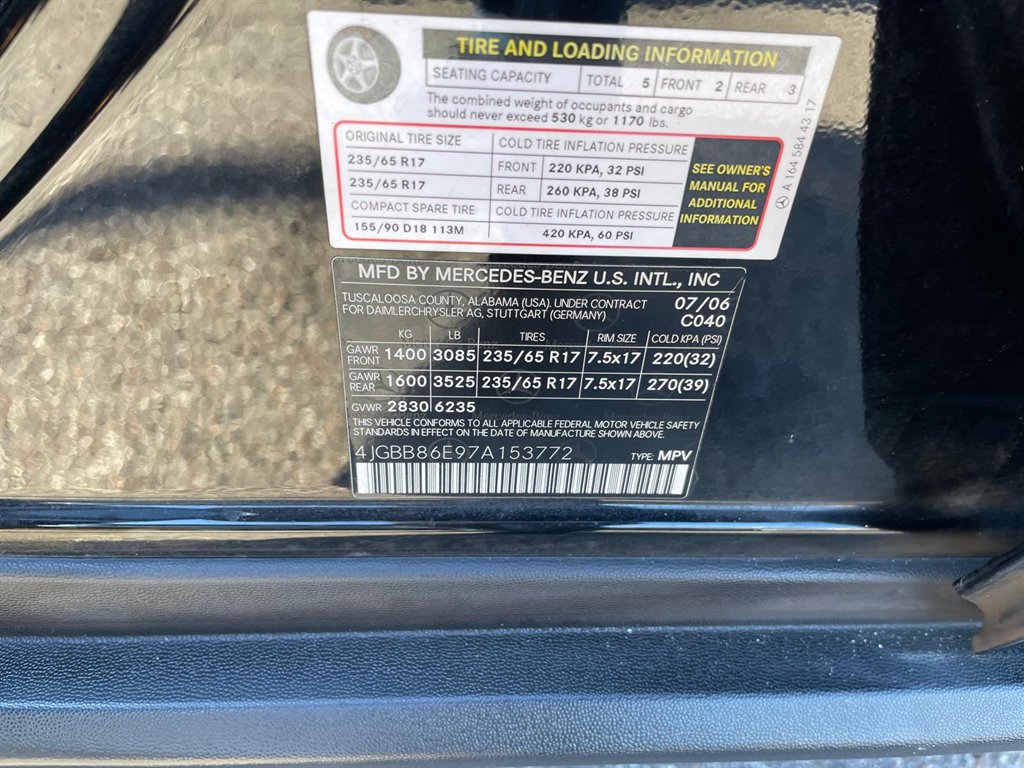 TIRE AND LOADING INFORMATION
SEATING CAPACITY TOTAL 5 FRONT 2 REAR 3
The combined weight of occupants and cargo
should never exceed 530 kg or 1170 lbs.
ORIGINAL TIRE SIZE COLD TIRE INFLATION PRESSURE
235/65 R17 FRONT 220 KPA, 32 PSI
235/65 R17 REAR 260 KPA, 38 PSI
COMPACT SPARE TIRE COLD TIRE INFLATION PRESSURE
155/90 D18 113M 420 KPA, 60 PSI
SEE OWNER'S
MANUAL FOR
ADDITIONAL
INFORMATION
A 164 584 43 17
MFD BY MERCEDES-BENZ U.S. INTL., INC
TUSCALOOSA COUNTY, ALABAMA (USA). UNDER CONTRACT 07/06
FOR DAIMLERCHRYSLER AG, STUTTGART (GERMANY) C040
KG LB TIRES RIM SIZE COLD KPA (PSI)
GAWR FRONT 1400 3085 235/65 R17 7.5x17 220(32)
GAWR REAR 1600 3525 235/65 R17 7.5x17 270(39)
GVWR 2830 6235
THIS VEHICLE CONFORMS TO ALL APPLICABLE FEDERAL MOTOR VEHICLE SAFETY
STANDARDS IN EFFECT ON THE DATE OF MANUFACTURE SHOWN ABOVE.
4JGBB86E97A153772 TYPE: MPV